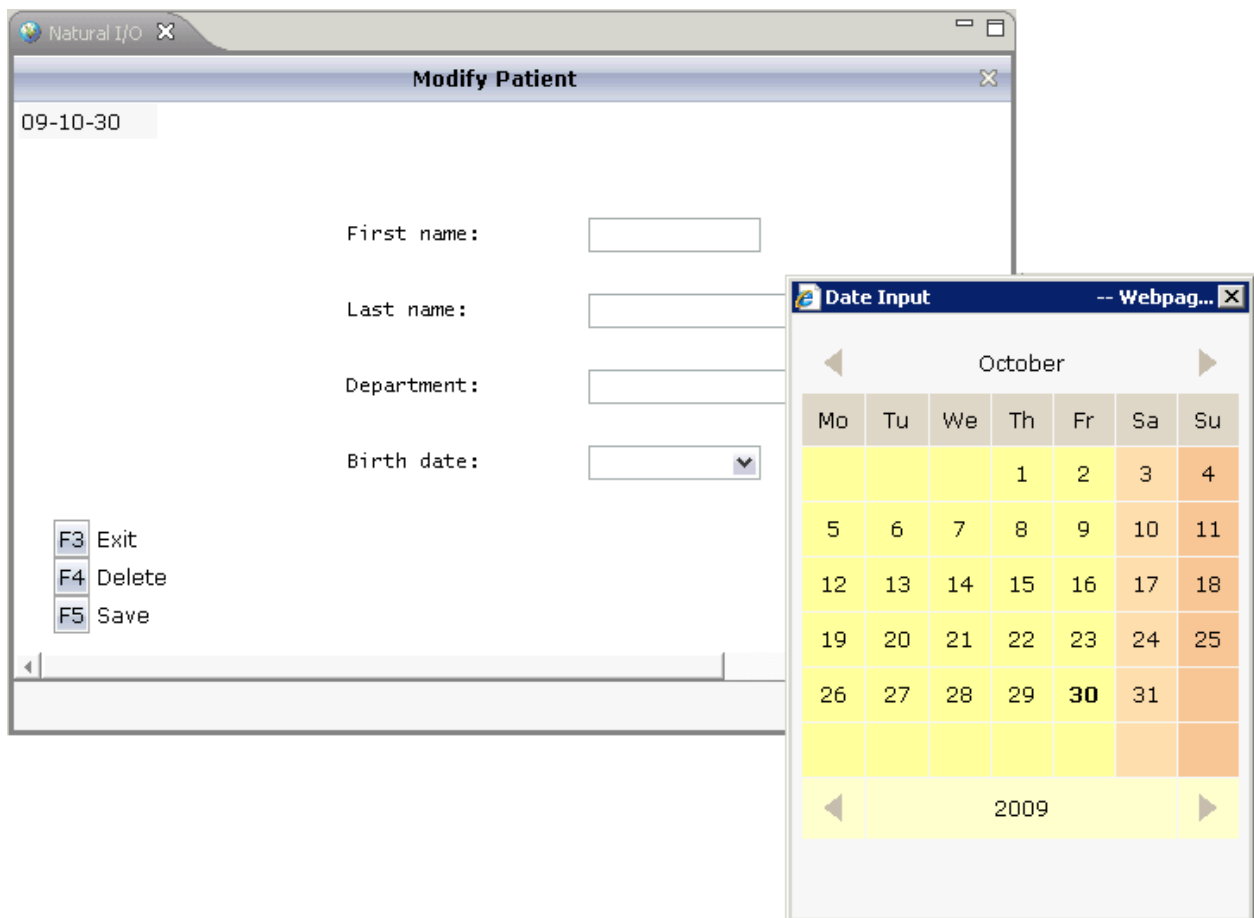 Natural I/O
Modify Patient
09-10-30
First name:
Last name:
Department:
Birth date:
F3 Exit
F4 Delete
F5 Save
Date Input -- Webpag...
October
Mo Tu We Th Fr Sa Su
1 2 3 4
5 6 7 8 9 10 11
12 13 14 15 16 17 18
19 20 21 22 23 24 25
26 27 28 29 30 31
2009